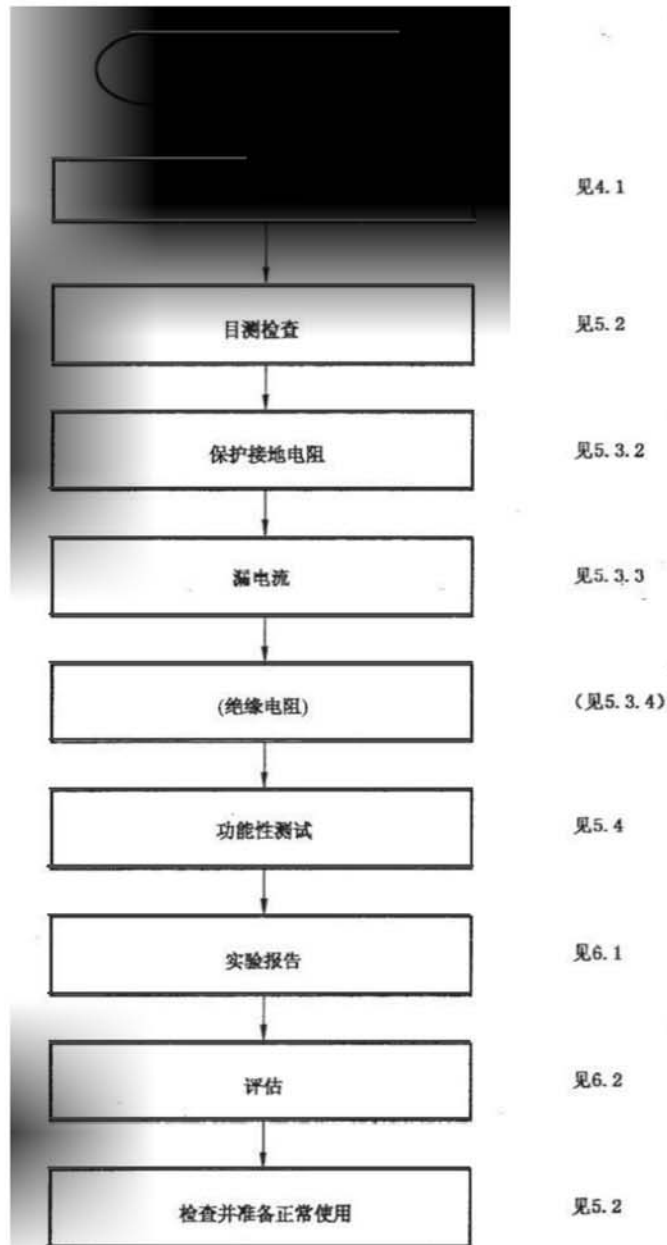 见4.1
目测检查 见5.2
保护接地电阻 见5.3.2
漏电流 见5.3.3
(绝缘电阻) (见5.3.4)
功能性测试 见5.4
实验报告 见6.1
评估 见6.2
检查并准备正常使用 见5.2